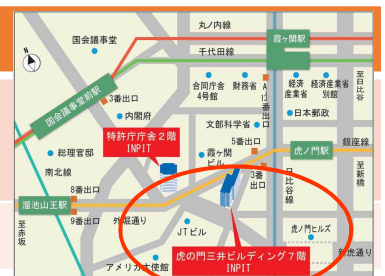 丸ノ内線
国会議事堂
霞ヶ関駅
千代田線
合同庁舎
4号館
財務省
A
13
番
出
口
経済
産業省
経済産業省
別館
至日比谷
国会議事堂前駅
3番出口
内閣府
日本郵政
特許庁庁舎2階
INPIT
文部科学省
5番出口
銀座線
総理官邸
霞ヶ関
ビル
虎ノ門駅
南北線
3番
出口
日比谷線
至新橋
8番出口
溜池山王駅
外堀通り
9番出口
至赤坂
JTビル
虎ノ門ヒルズ
虎の門三井ビルディング7階
INPIT
新虎通り
アメリカ大使館